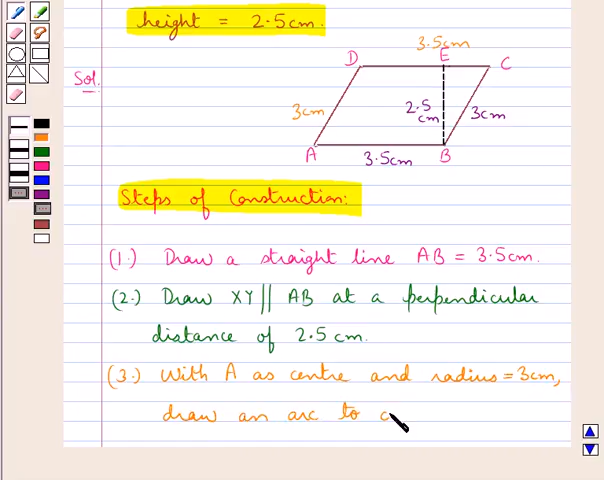 height = 2.5cm.
3.5cm
D E C
Sol.
3cm 2.5 cm 3cm
A 3.5cm B
Steps of Construction:
(1.) Draw a straight line AB = 3.5cm.
(2.) Draw XY || AB at a perpendicular
distance of 2.5 cm.
(3.) With A as centre and radius = 3cm,
draw an arc to c